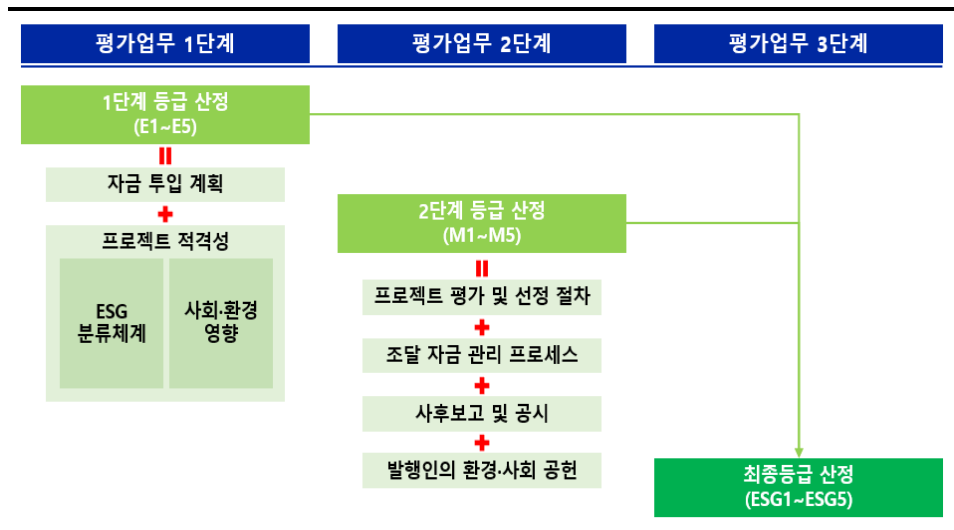 평가업무 1단계
평가업무 2단계
평가업무 3단계
1단계 등급 산정
(E1~E5)
자금 투입 계획
프로젝트 적격성
ESG
분류체계
사회·환경
영향
2단계 등급 산정
(M1~M5)
프로젝트 평가 및 선정 절차
조달 자금 관리 프로세스
사후보고 및 공시
발행인의 환경·사회 공헌
최종등급 산정
(ESG1~ESG5)